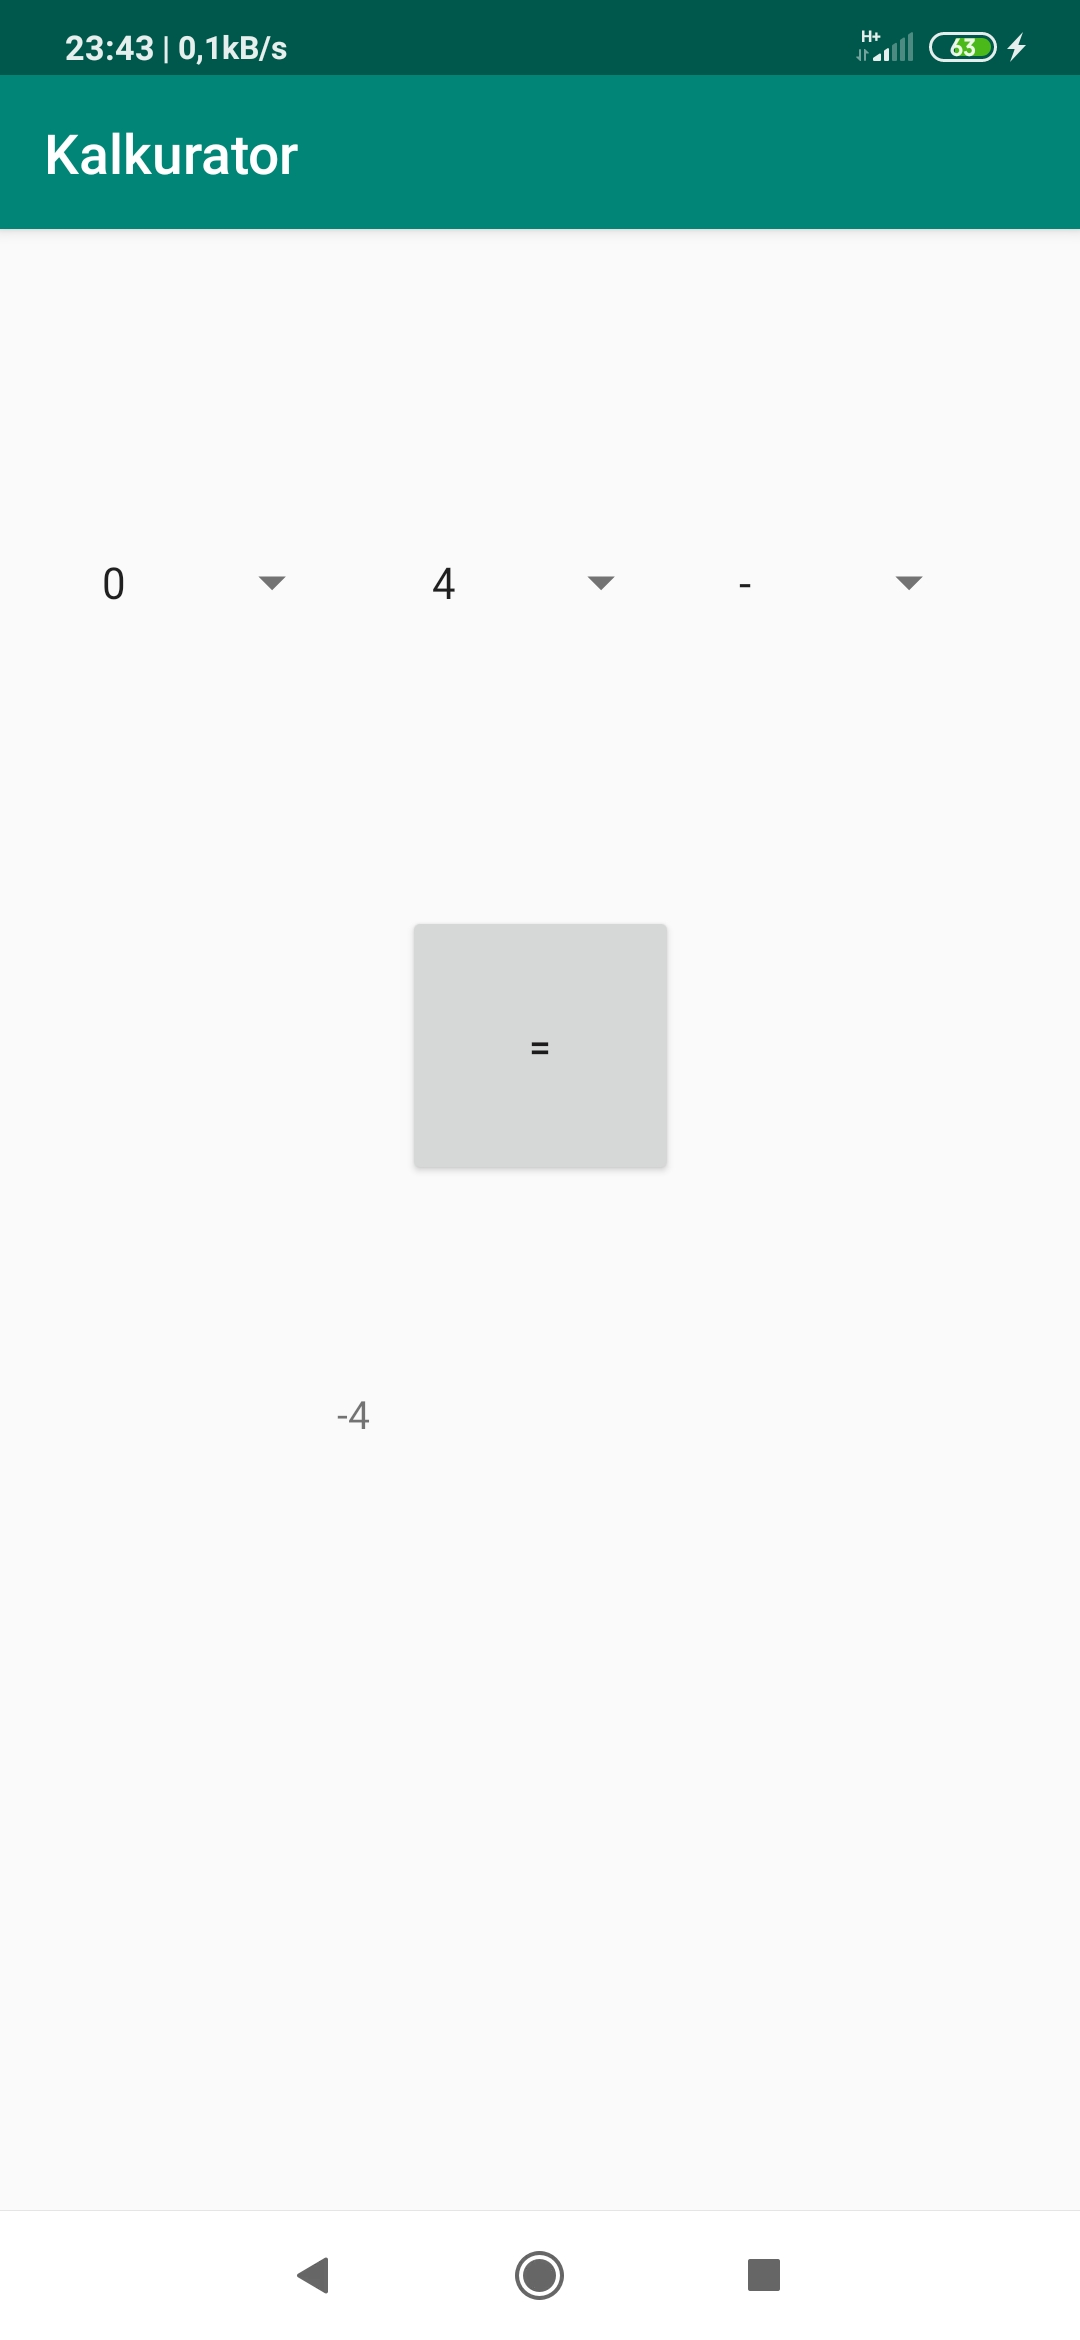 23:43 | 0,1kB/s H+ 63
Kalkurator
0 4 -
=
-4